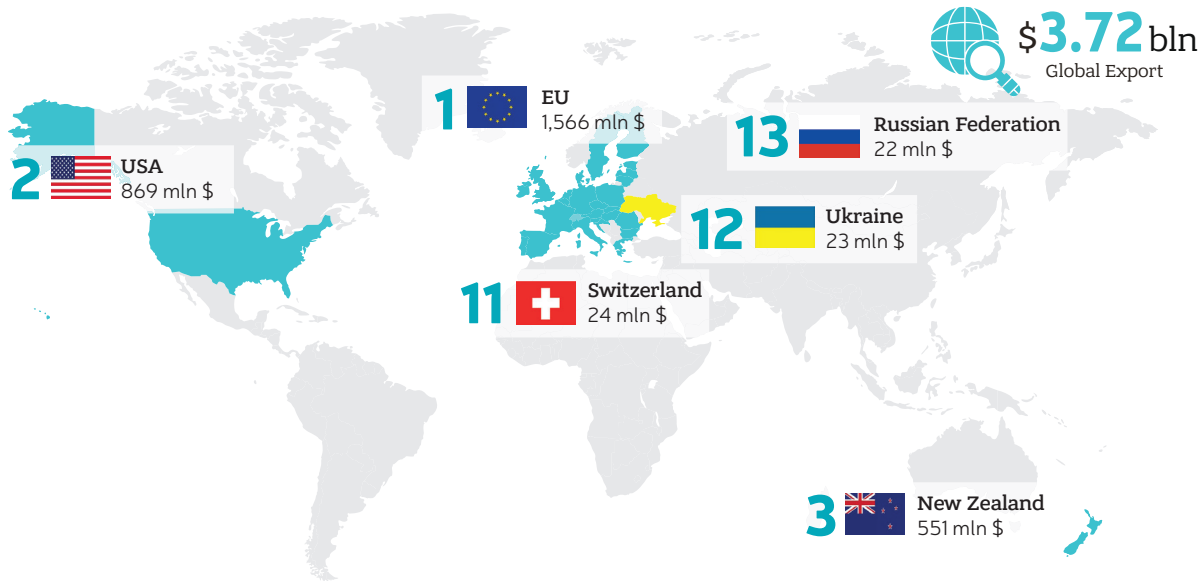 $3.72 bln
Global Export
1
EU
1,566 mln $
13
Russian Federation
22 mln $
2
USA
869 mln $
12
Ukraine
23 mln $
11
Switzerland
24 mln $
3
New Zealand
551 mln $